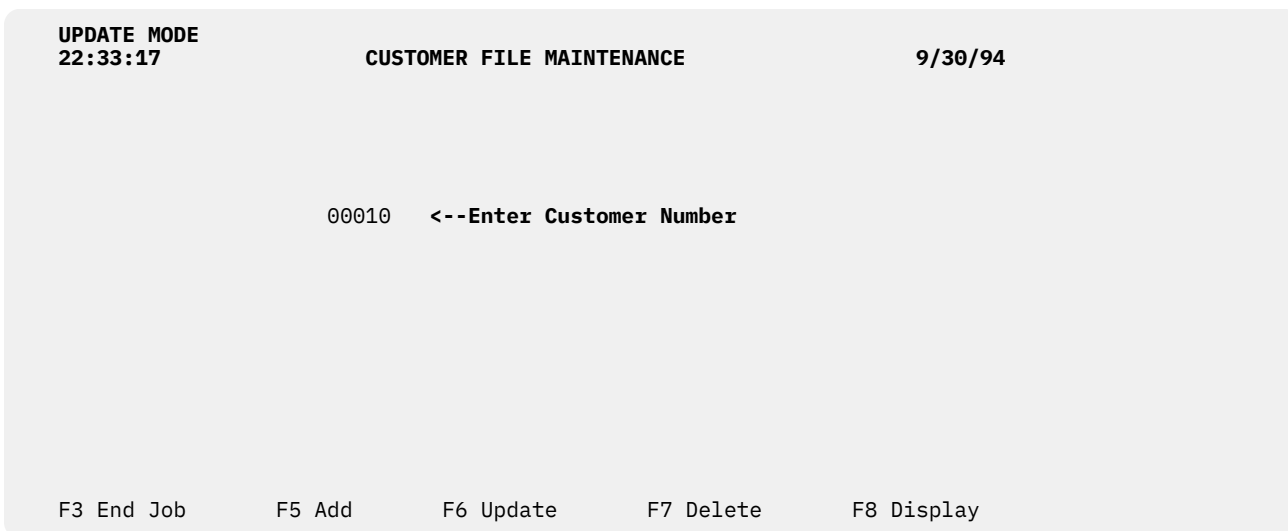 UPDATE MODE
22:33:17 CUSTOMER FILE MAINTENANCE 9/30/94
00010 <--Enter Customer Number
F3 End Job F5 Add F6 Update F7 Delete F8 Display